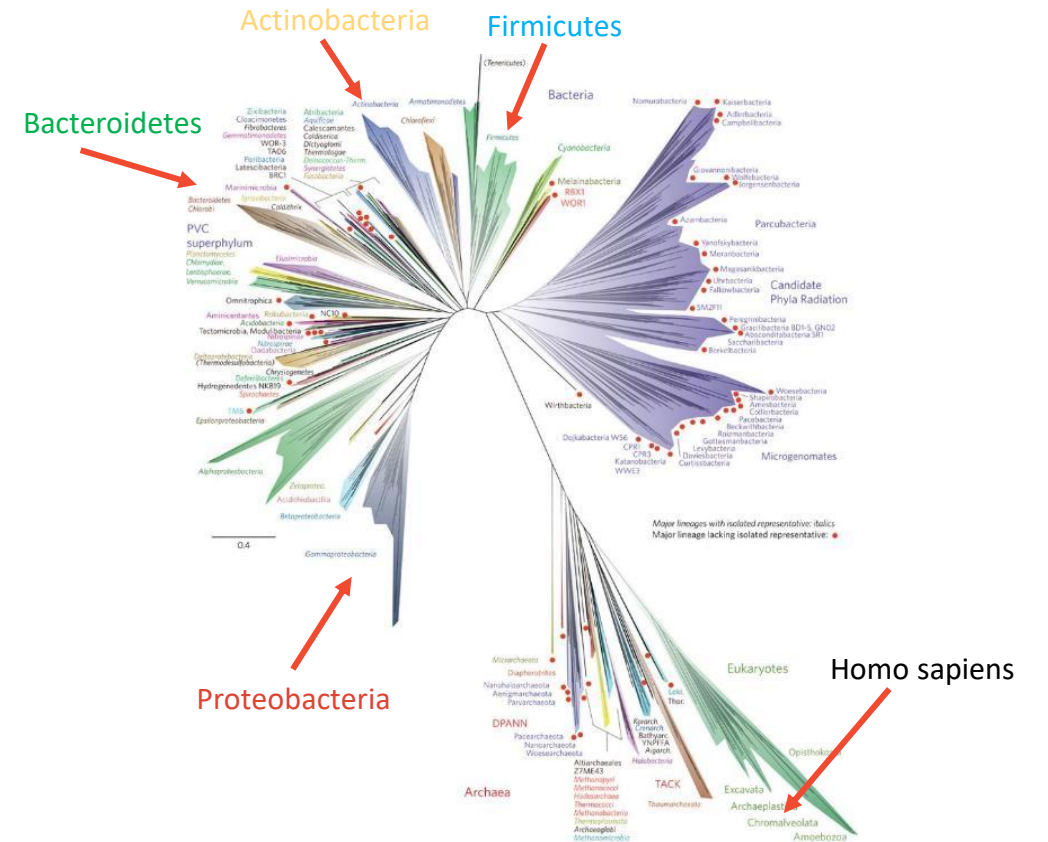 Actinobacteria
Firmicutes
Bacteroidetes
(Tenericutes)
Bacteria
Actinobacteria
Armatimonadetes
Chloroflexi
Firmicutes
Cyanobacteria
Melainabacteria
RBX1
WOR1
Zixibacteria
Cloacimonetes
Fibrobacteres
Gemmatimonadetes
WOR-3
TA06
Poribacteria
Latescibacteria
BRC1
Atribacteria
Aquificae
Calescamantes
Caldiserica
Dictyoglomi
Thermotogae
Deinococcus-Therm.
Synergistetes
Fusobacteria
Marinimicrobia
Bacteroidetes
Chlorobi
Ignavibacteria
Caldithrix
PVC
superphylum
Planctomycetes
Chlamydiae,
Lentisphaerae,
Verrucomicrobia
Elusimicrobia
Omnitrophica
Aminicentantes
Rokubacteria
NC10
Acidobacteria
Tectomicrobia, Modulibacteria
Nitrospinae
Nitrospirae
Dadabacteria
Deltaproteobacteria
(Thermodesulfobacteria)
Chrysiogenetes
Deferribacteres
Hydrogenedentes NKB19
Spirochaetes
TM6
Epsilonproteobacteria
Alphaproteobacteria
Zetaproteo.
Acidithiobacillia
Betaproteobacteria
Gammaproteobacteria
0.4
Proteobacteria
Nomurabacteria
Kaiserbacteria
Adlerbacteria
Campbellbacteria
Giovannonibacteria
Wolfebacteria
Jorgensenbacteria
Azambacteria
Parcubacteria
Yanofskybacteria
Moranbacteria
Magasanikbacteria
Uhrbacteria
Falkowbacteria
Candidate
Phyla Radiation
SM2F11
Peregrinibacteria
Gracilibacteria BD1-5, GN02
Absconditabacteria SR1
Saccharibacteria
Berkelbacteria
Wirthbacteria
Woesebacteria
Shapirobacteria
Amesbacteria
Collierbacteria
Pacebacteria
Beckwithbacteria
Roizmanbacteria
Gottesmanbacteria
Levybacteria
Daviesbacteria
Curtissbacteria
Dojkabacteria WS6
CPR1
CPR3
Katanobacteria
WWE3
Microgenomates
Major lineages with isolated representative: italics
Major lineage lacking isolated representative:
Micrarchaeota
Diapherotrites
Nanohaloarchaeota
Aenigmarchaeota
Parvarchaeota
DPANN
Pacearchaeota
Nanoarchaeota
Woesearchaeota
Archaea
Altiarchaeales
Z7ME43
Methanopyri
Methanococci
Hadesarchaea
Thermococci
Methanobacteria
Thermoplasmata
Archaeoglobi
Methanomicrobia
Halobacteria
Loki.
Thor.
Korarch.
Crenarch.
Bathyarc.
YNPFFA
Aigarch.
TACK
Thaumarchaeota
Eukaryotes
Homo sapiens
Opisthokon
Excavata
Archaeplast
Chromalveolata
Amoebozoa